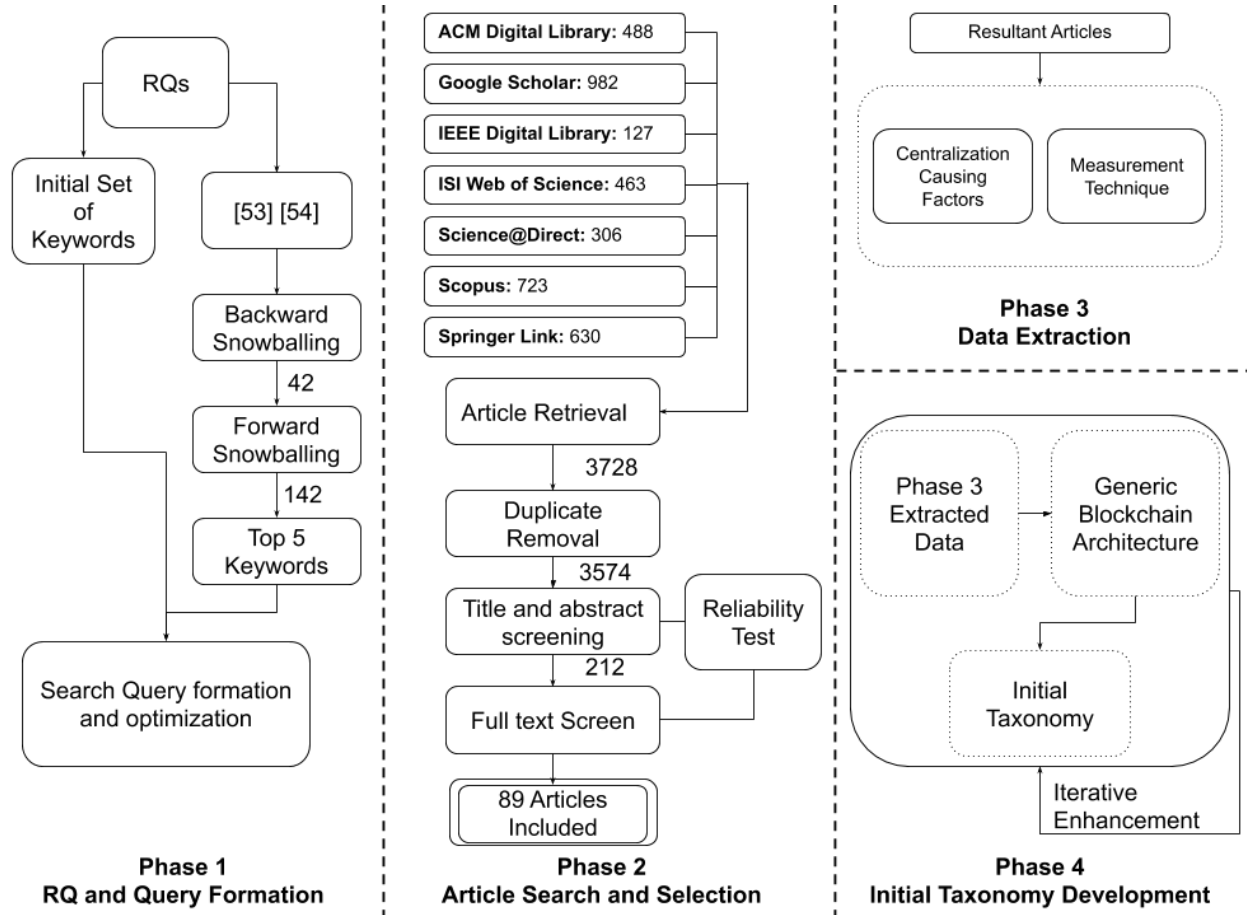 RQs
Initial Set
of
Keywords
[53] [54]
Backward
Snowballing
42
Forward
Snowballing
142
Top 5
Keywords
Search Query formation
and optimization
Phase 1
RQ and Query Formation
ACM Digital Library: 488
Google Scholar: 982
IEEE Digital Library: 127
ISI Web of Science: 463
Science@Direct: 306
Scopus: 723
Springer Link: 630
Article Retrieval
3728
Duplicate
Removal
3574
Title and abstract
screening
Reliability
Test
212
Full text Screen
89 Articles
Included
Phase 2
Article Search and Selection
Resultant Articles
Centralization
Causing
Factors
Measurement
Technique
Phase 3
Data Extraction
Phase 3
Extracted
Data
Generic
Blockchain
Architecture
Initial
Taxonomy
Iterative
Enhancement
Phase 4
Initial Taxonomy Development